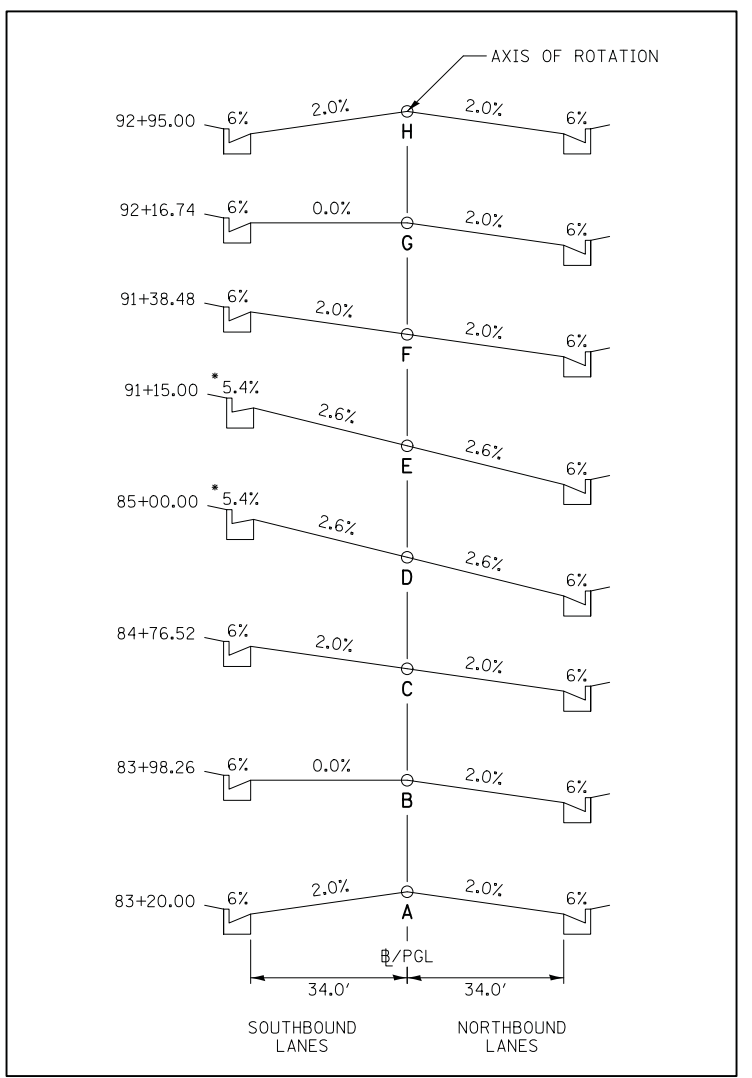 AXIS OF ROTATION
92+95.00 6% 2.0% 2.0% 6%
H
92+16.74 6% 0.0% 2.0% 6%
G
91+38.48 6% 2.0% 2.0% 6%
F
91+15.00 * 5.4% 2.6% 2.6% 6%
E
85+00.00 * 5.4% 2.6% 2.6% 6%
D
84+76.52 6% 2.0% 2.0% 6%
C
83+98.26 6% 0.0% 2.0% 6%
B
83+20.00 6% 2.0% 2.0% 6%
A
℄/PGL
34.0' 34.0'
SOUTHBOUND NORTHBOUND
LANES LANES